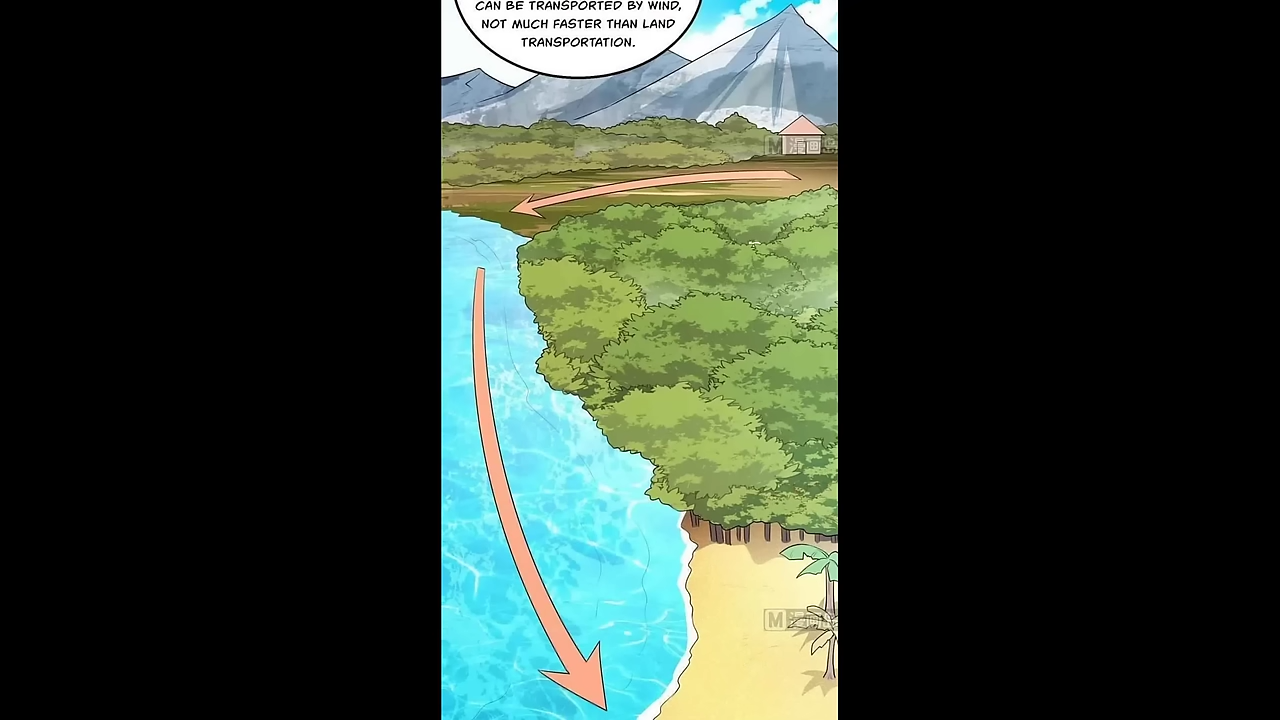 CAN BE TRANSPORTED BY WIND,
NOT MUCH FASTER THAN LAND
TRANSPORTATION.